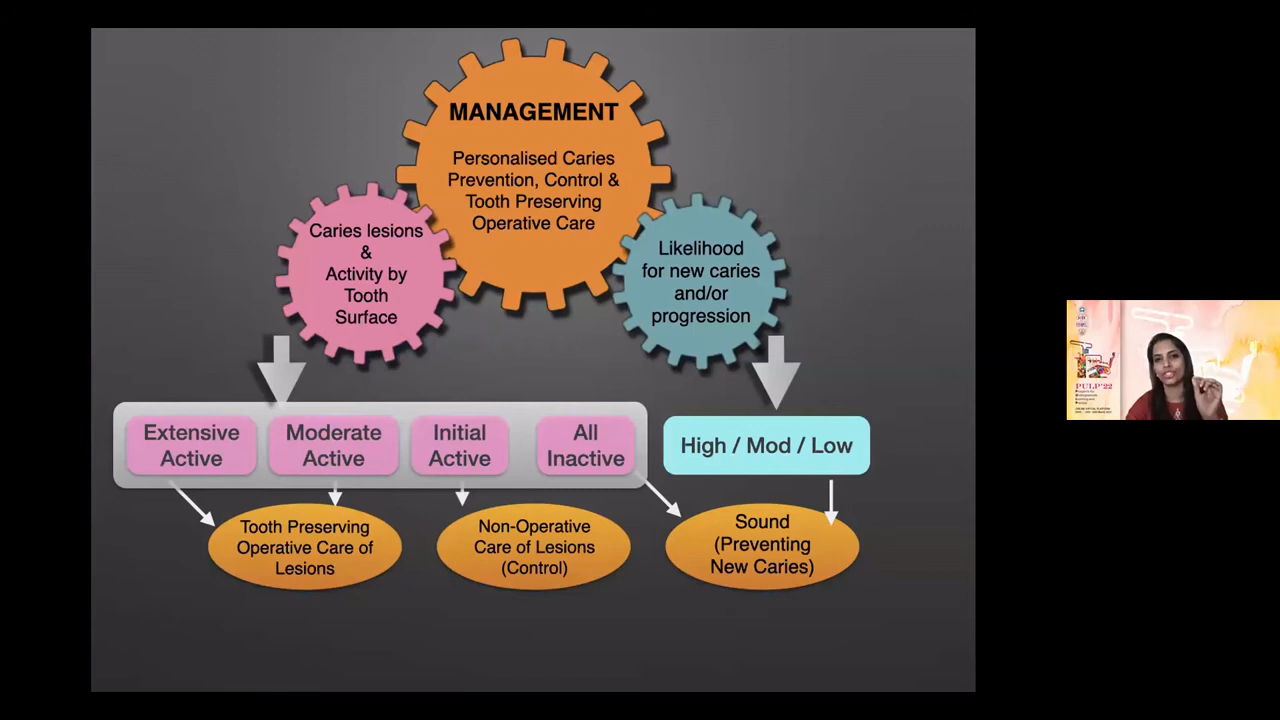 MANAGEMENT
Personalised Caries
Prevention, Control &
Tooth Preserving
Operative Care
Caries lesions
&
Activity by
Tooth
Surface
Likelihood
for new caries
and/or
progression
Extensive
Active
Moderate
Active
Initial
Active
All
Inactive
High / Mod / Low
Tooth Preserving
Operative Care of
Lesions
Non-Operative
Care of Lesions
(Control)
Sound
(Preventing
New Caries)
PULP'22